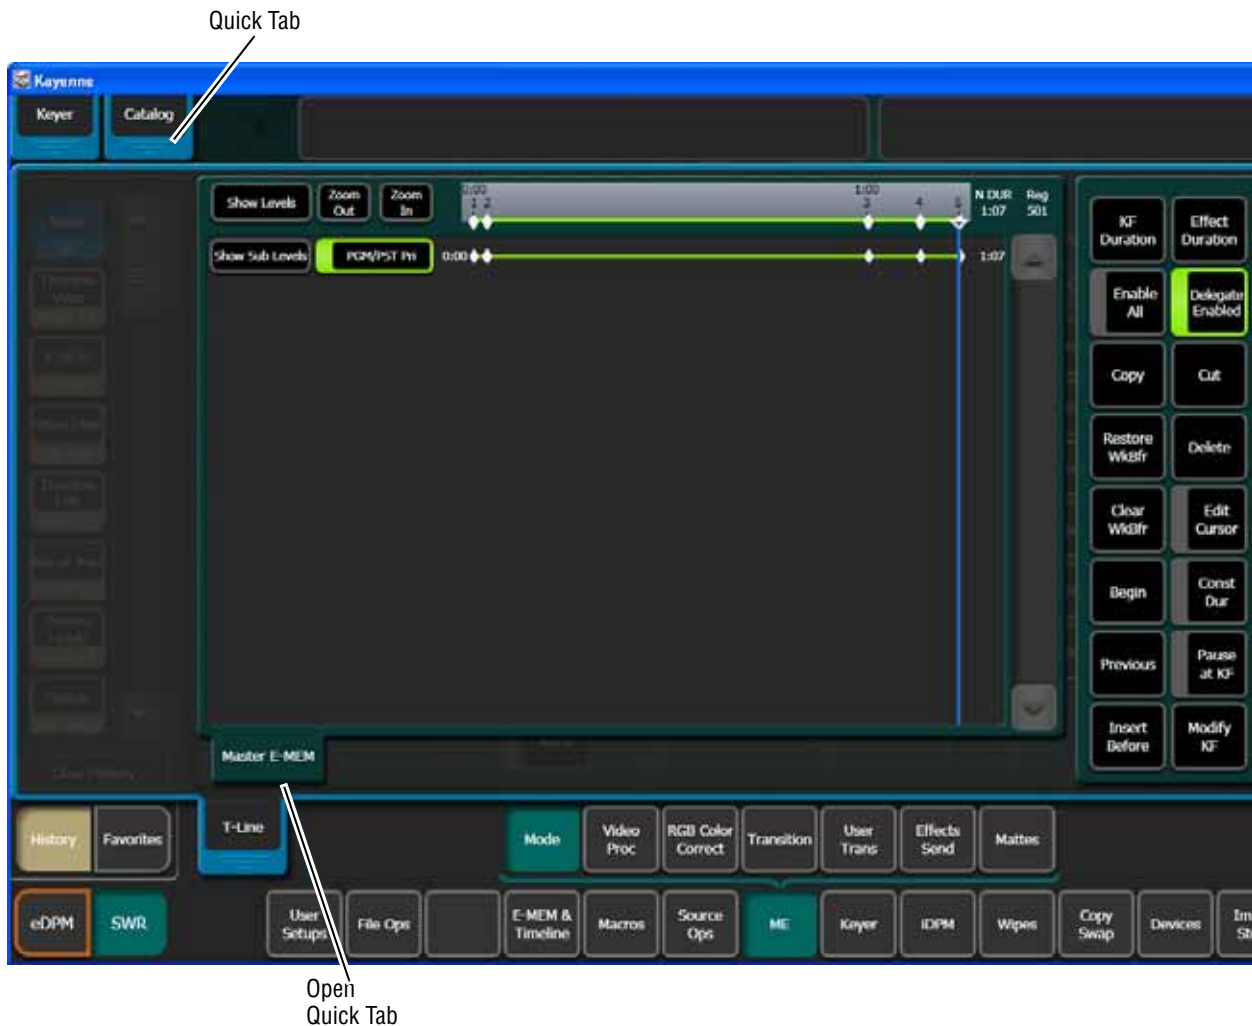 Quick Tab
Kayenne
Keyer
Catalog
Show Levels
Zoom
Out
Zoom
In
0:00
1 2
1:00
3
4
5
N DUR
1:07
Reg
501
Show Sub Levels
PGM/PST Pri
0:00
1:07
KF
Duration
Effect
Duration
Enable
All
Delegate
Enabled
Copy
Cut
Restore
WkBfr
Delete
Clear
WkBfr
Edit
Cursor
Begin
Const
Dur
Previous
Pause
at KF
Insert
Before
Modify
KF
Master E-MEM
History
Favorites
T-Line
Mode
Video
Proc
RGB Color
Correct
Transition
User
Trans
Effects
Send
Mattes
eDPM
SWR
User
Setups
File Ops
E-MEM &
Timeline
Macros
Source
Ops
ME
Keyer
iDPM
Wipes
Copy
Swap
Devices
Im
St
Open
Quick Tab